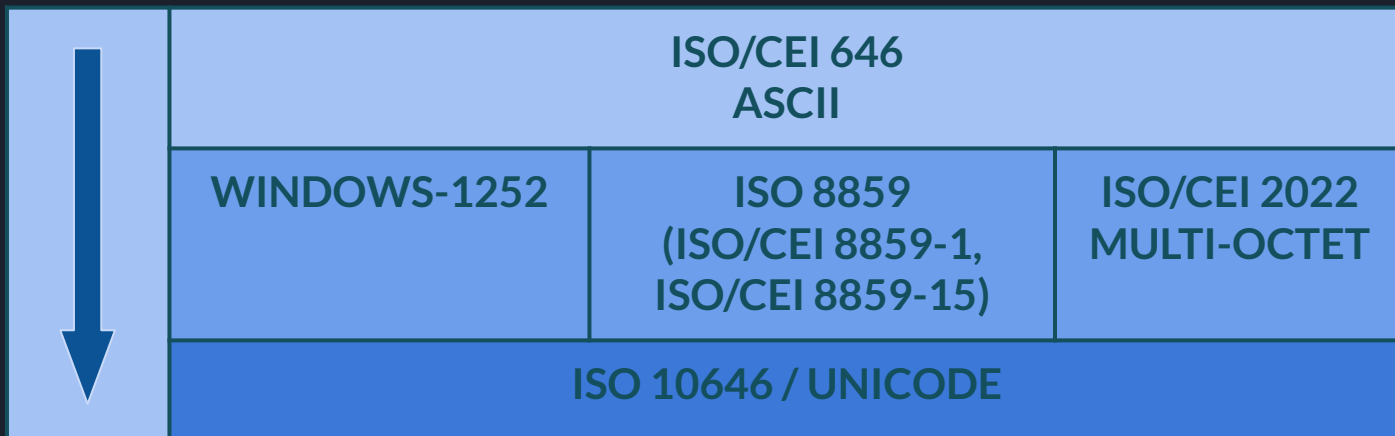 ISO/CEI 646
ASCII
WINDOWS-1252
ISO 8859
(ISO/CEI 8859-1,
ISO/CEI 8859-15)
ISO/CEI 2022
MULTI-OCTET
ISO 10646 / UNICODE